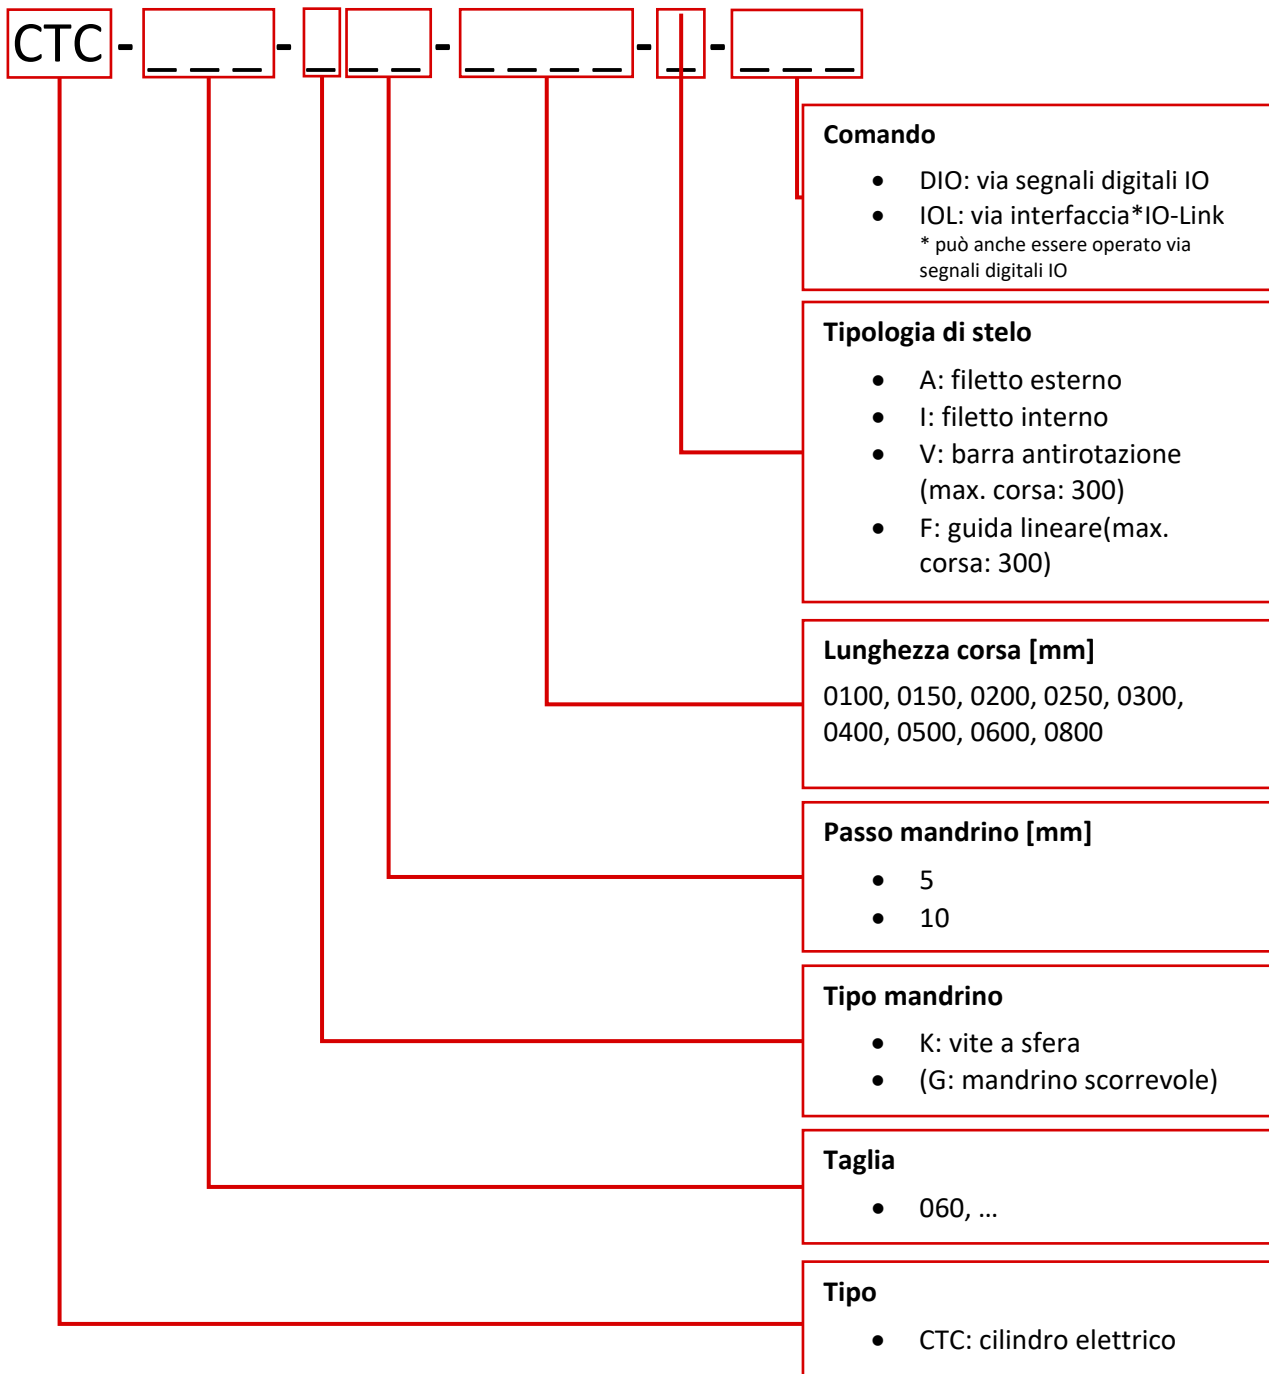 CTC - _ _ _ - _ _ _ - _ _ _ _ - _ - _ _ _
Comando
• DIO: via segnali digitali IO
• IOL: via interfaccia*IO-Link
* può anche essere operato via
segnali digitali IO
Tipologia di stelo
• A: filetto esterno
• I: filetto interno
• V: barra antirotazione
(max. corsa: 300)
• F: guida lineare(max.
corsa: 300)
Lunghezza corsa [mm]
0100, 0150, 0200, 0250, 0300,
0400, 0500, 0600, 0800
Passo mandrino [mm]
• 5
• 10
Tipo mandrino
• K: vite a sfera
• (G: mandrino scorrevole)
Taglia
• 060, …
Tipo
• CTC: cilindro elettrico